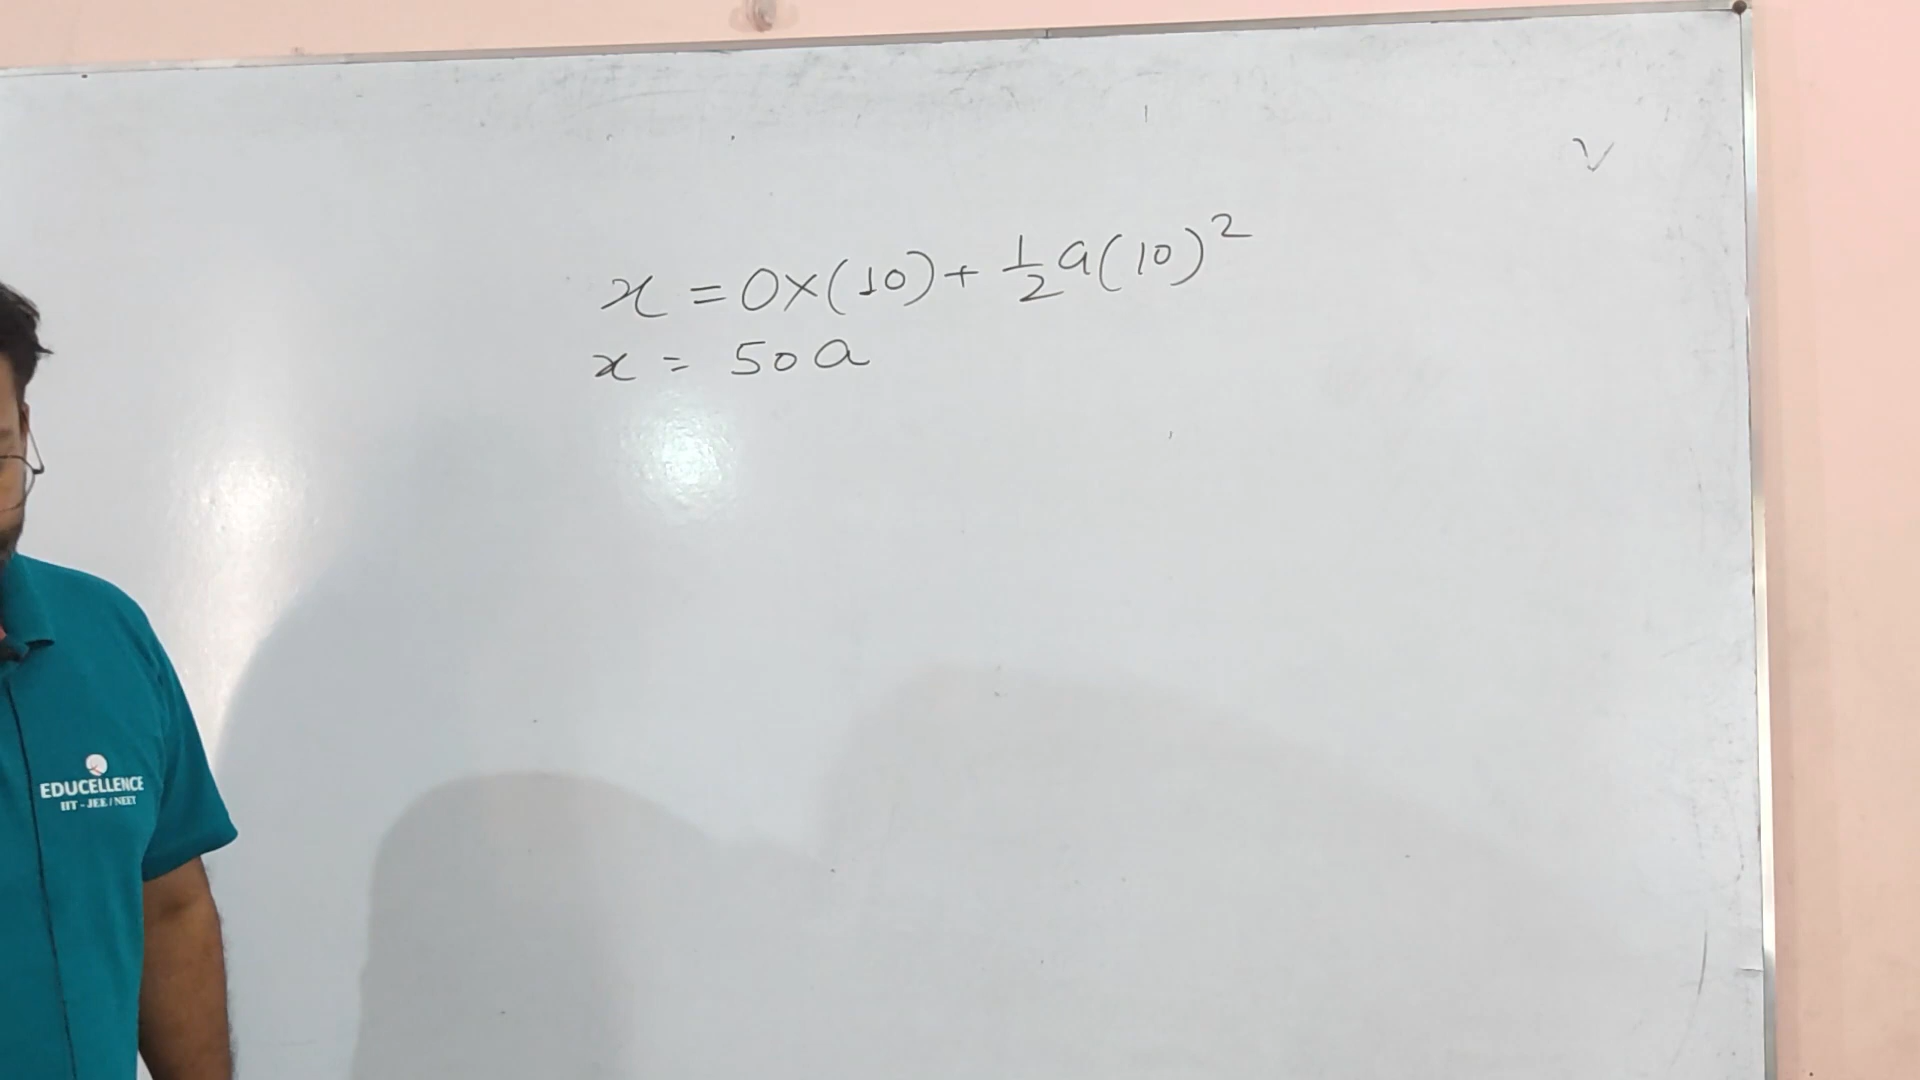 V
x = 0×(10) + 1/2 a(10)²
x = 50a
EDUCELLENCE
IIT - JEE / NEET